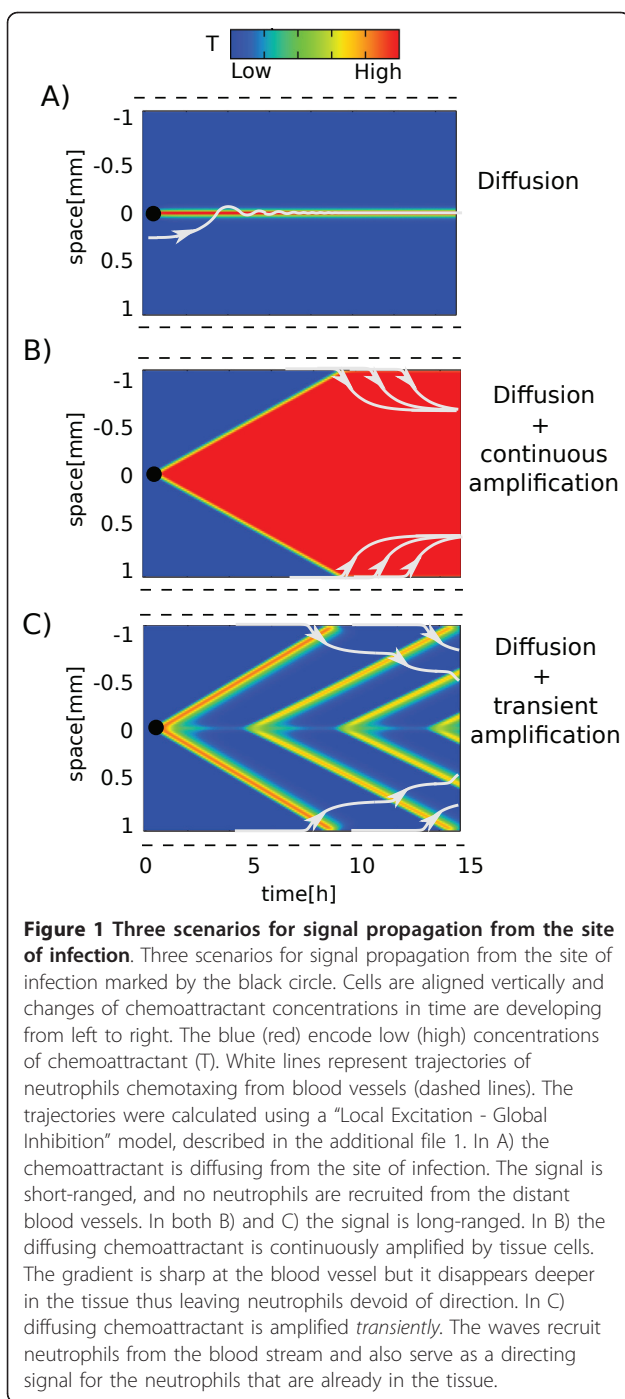 T
Low High
A)
-1
-0.5
0
0.5
1
space[mm]
Diffusion
B)
-1
-0.5
0
0.5
1
space[mm]
Diffusion
+
continuous
amplification
C)
-1
-0.5
0
0.5
1
space[mm]
Diffusion
+
transient
amplification
0 5 10 15
time[h]
Figure 1 Three scenarios for signal propagation from the site
of infection. Three scenarios for signal propagation from the site of
infection marked by the black circle. Cells are aligned vertically and
changes of chemoattractant concentrations in time are developing
from left to right. The blue (red) encode low (high) concentrations
of chemoattractant (T). White lines represent trajectories of
neutrophils chemotaxing from blood vessels (dashed lines). The
trajectories were calculated using a "Local Excitation - Global
Inhibition" model, described in the additional file 1. In A) the
chemoattractant is diffusing from the site of infection. The signal is
short-ranged, and no neutrophils are recruited from the distant
blood vessels. In both B) and C) the signal is long-ranged. In B) the
diffusing chemoattractant is continuously amplified by tissue cells.
The gradient is sharp at the blood vessel but it disappears deeper
in the tissue thus leaving neutrophils devoid of direction. In C)
diffusing chemoattractant is amplified transiently. The waves recruit
neutrophils from the blood stream and also serve as a directing
signal for the neutrophils that are already in the tissue.